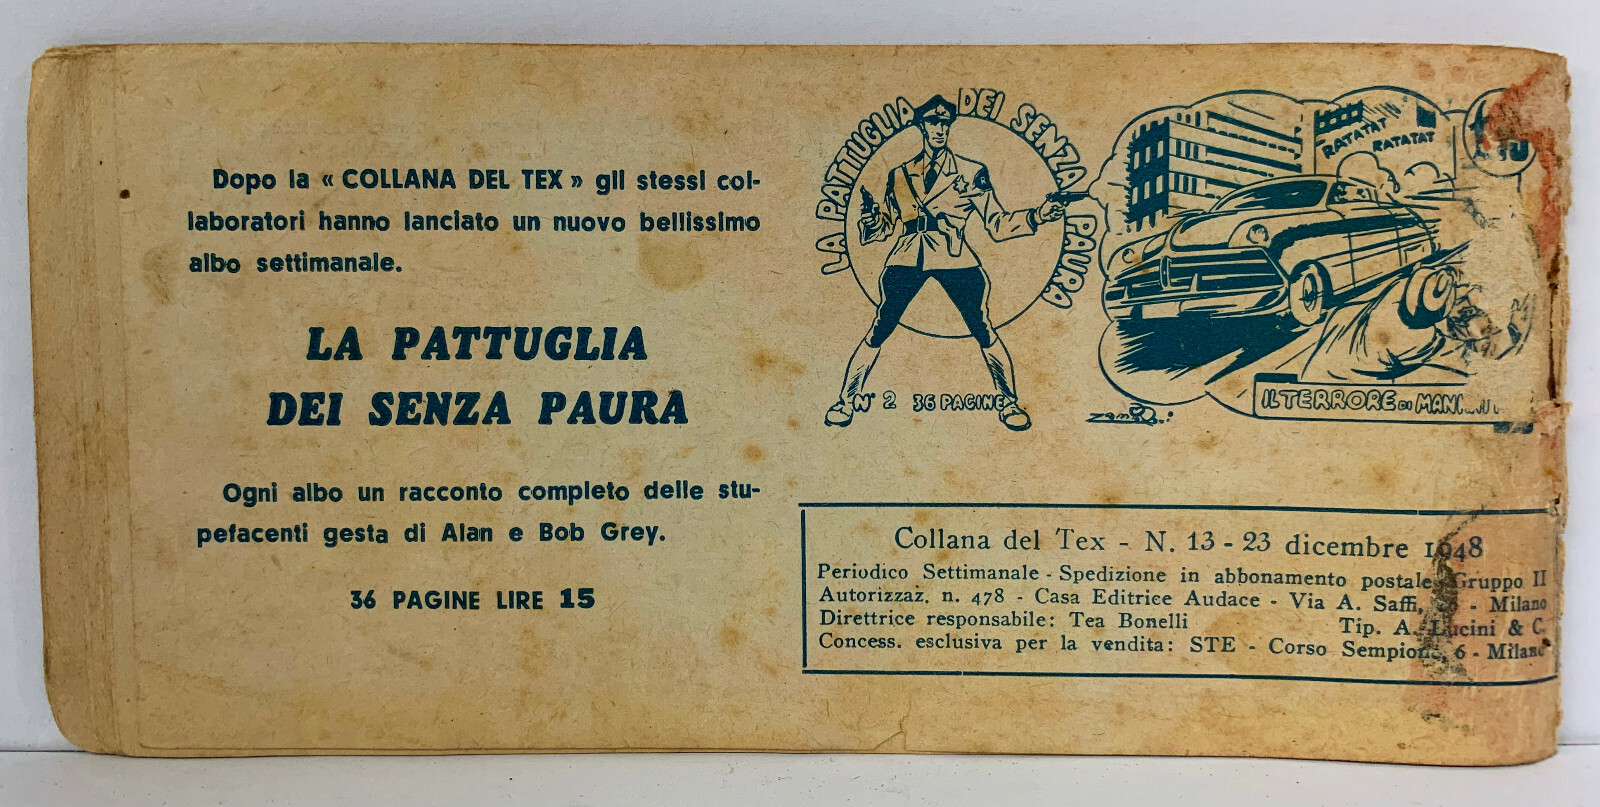 Dopo la « COLLANA DEL TEX » gli stessi col-
laboratori hanno lanciato un nuovo bellissimo
albo settimanale.
LA PATTUGLIA
DEI SENZA PAURA
Ogni albo un racconto completo delle stu-
pefacenti gesta di Alan e Bob Grey.
36 PAGINE LIRE 15
LA PATTUGLIA DEI SENZA PAURA
N° 2 36 PAGINE
RATATAT
RATATAT
IL TERRORE DI
Collana del Tex - N. 13 - 23 dicembre 1948
Periodico Settimanale - Spedizione in abbonamento postale Gruppo II
Autorizzaz. n. 478 - Casa Editrice Audace - Via A. Saffi, - Milano
Direttrice responsabile: Tea Bonelli Tip. A. Lucini & C.
Concess. esclusiva per la vendita: STE - Corso Sempione, 6 - Milano